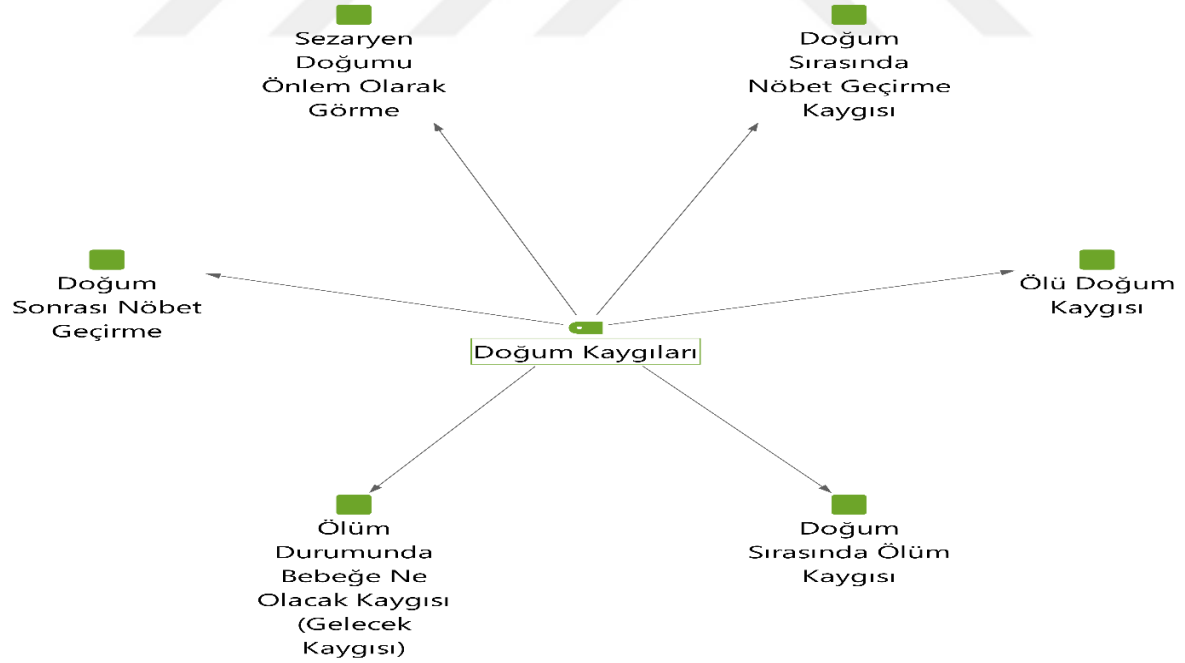 Sezaryen
Doğumu
Önlem Olarak
Görme
Doğum
Sırasında
Nöbet Geçirme
Kaygısı
Doğum
Sonrası Nöbet
Geçirme
Ölü Doğum
Kaygısı
Doğum Kaygıları
Ölüm
Durumunda
Bebeğe Ne
Olacak Kaygısı
(Gelecek
Kaygısı)
Doğum
Sırasında Ölüm
Kaygısı